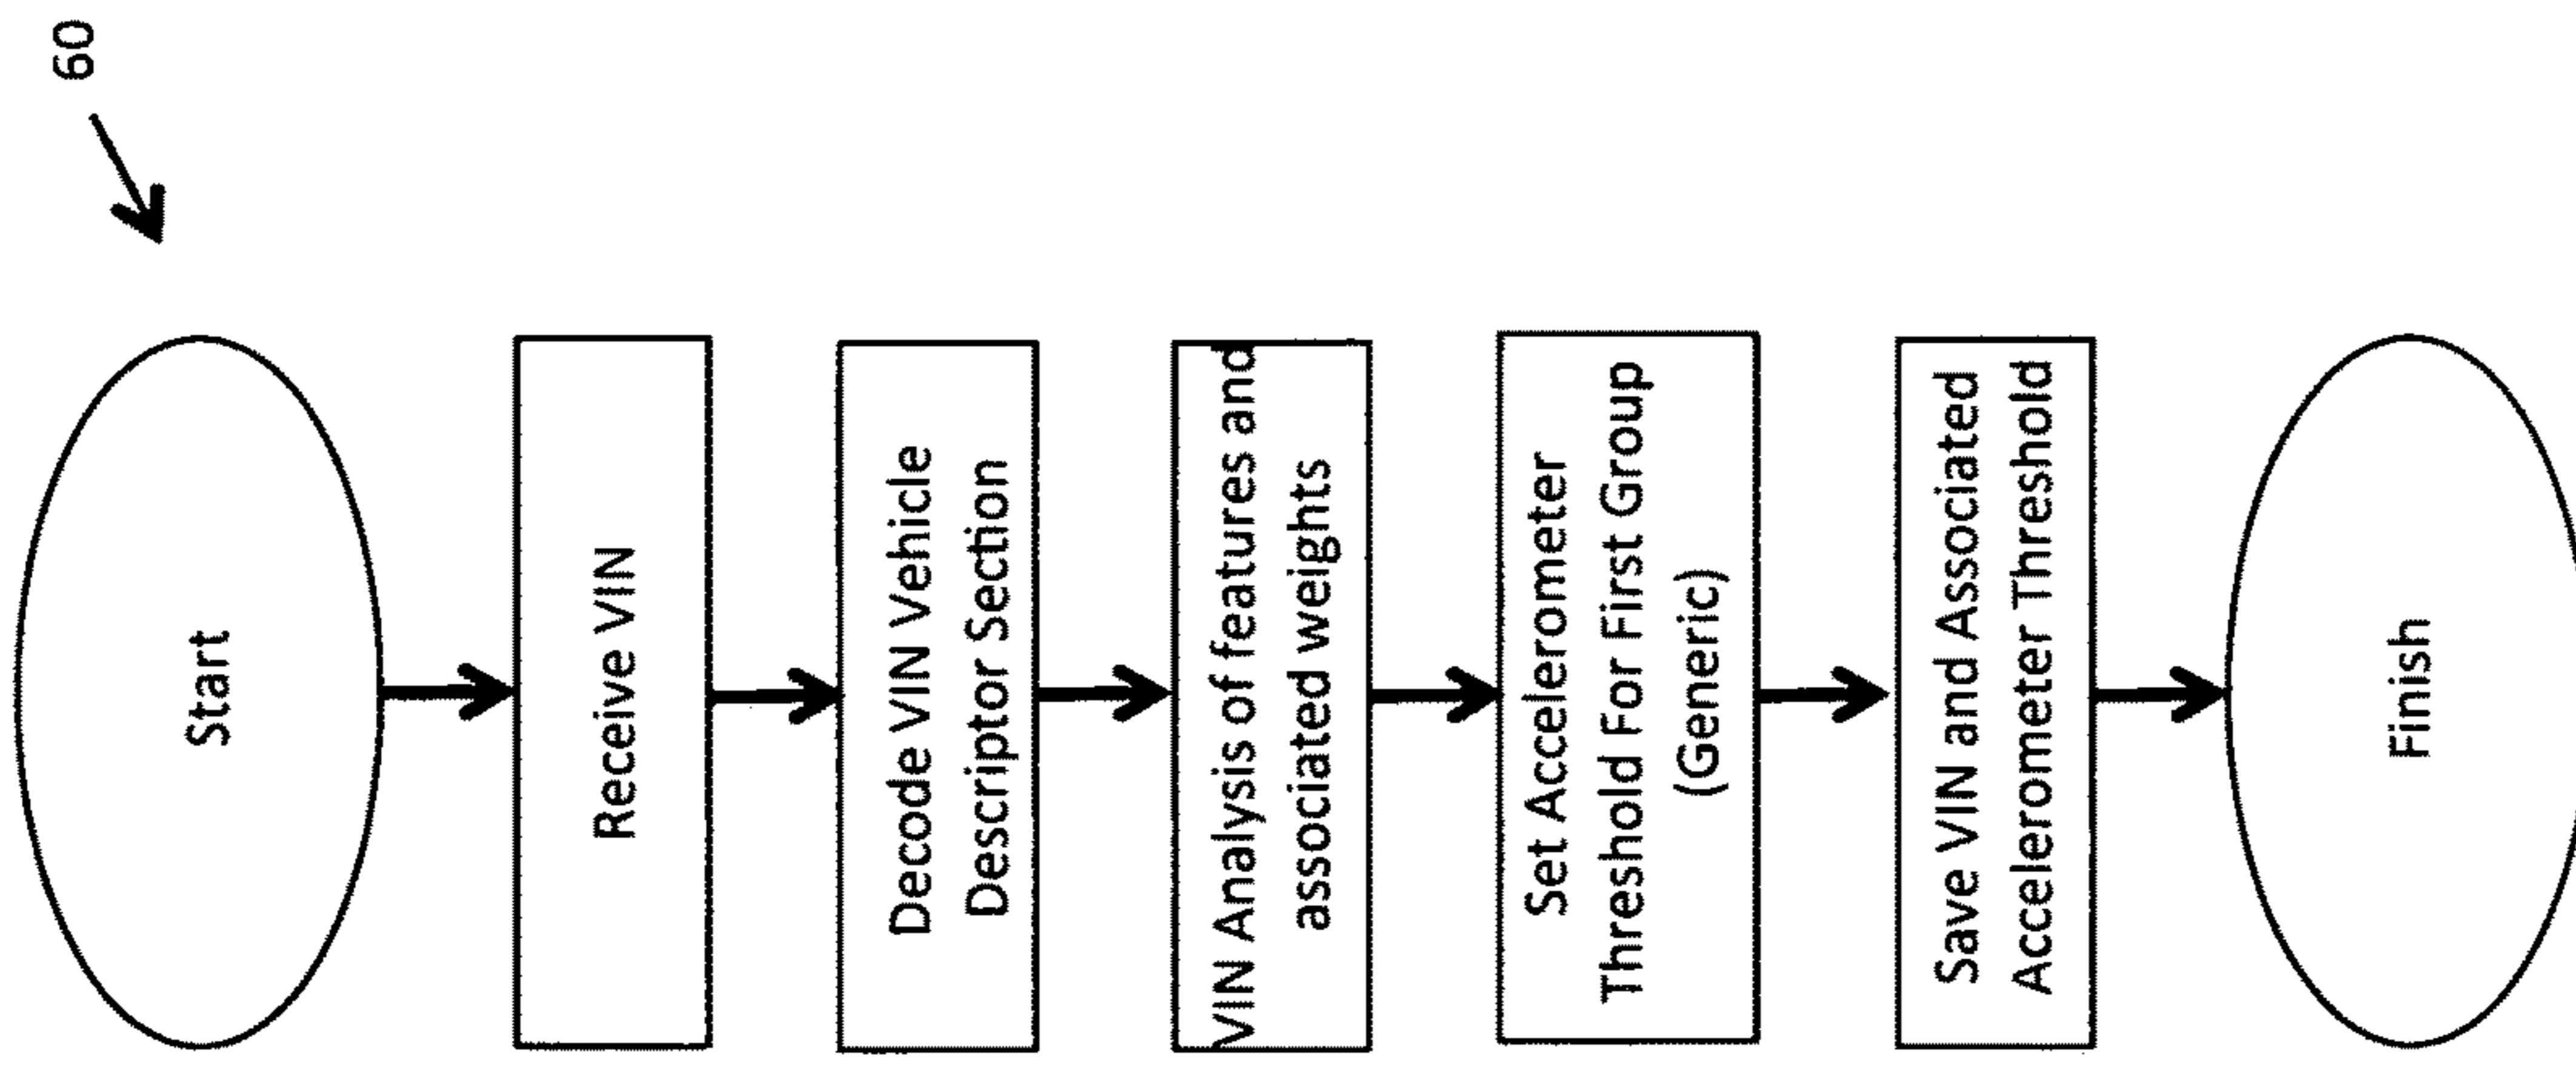 60
Start
Receive VIN
Decode VIN Vehicle
Descriptor Section
VIN Analysis of features and
associated weights
Set Accelerometer
Threshold For First Group
(Generic)
Save VIN and Associated
Accelerometer Threshold
Finish